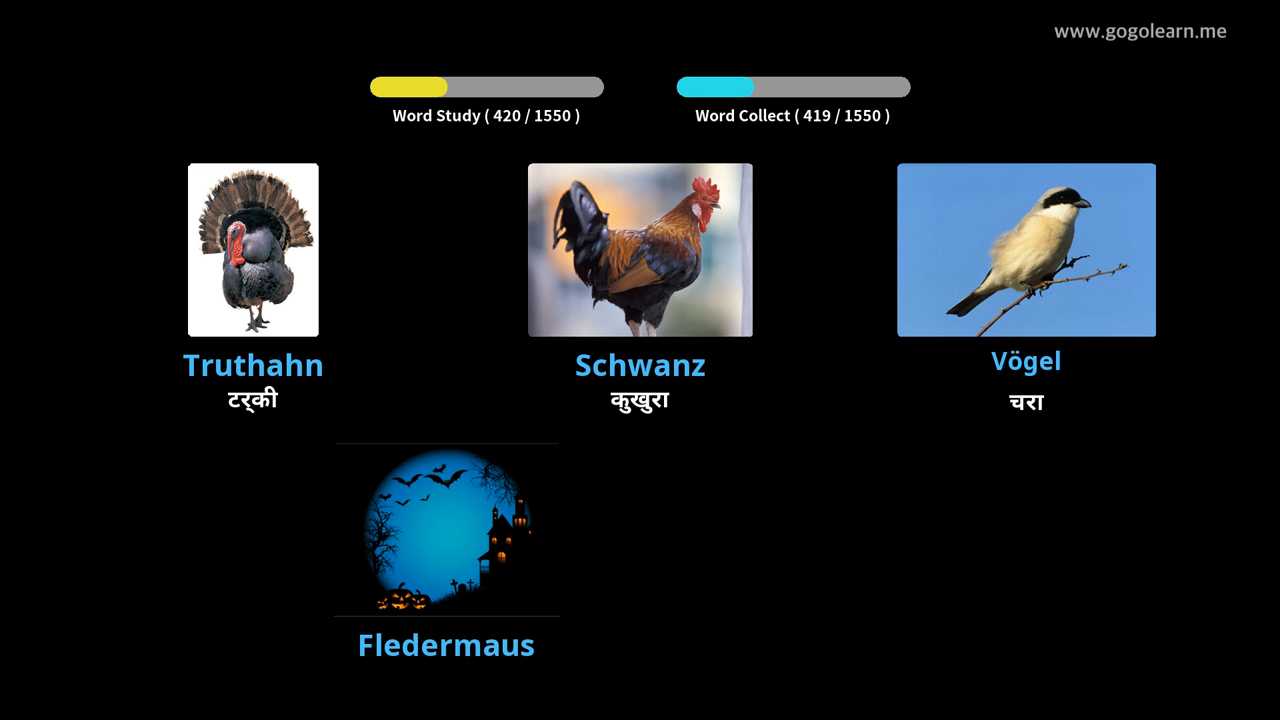 www.gogolearn.me
Word Study ( 420 / 1550 )
Word Collect ( 419 / 1550 )
Truthahn
Schwanz
Vögel
टर्‍की
कुखुरा
चरा
Fledermaus